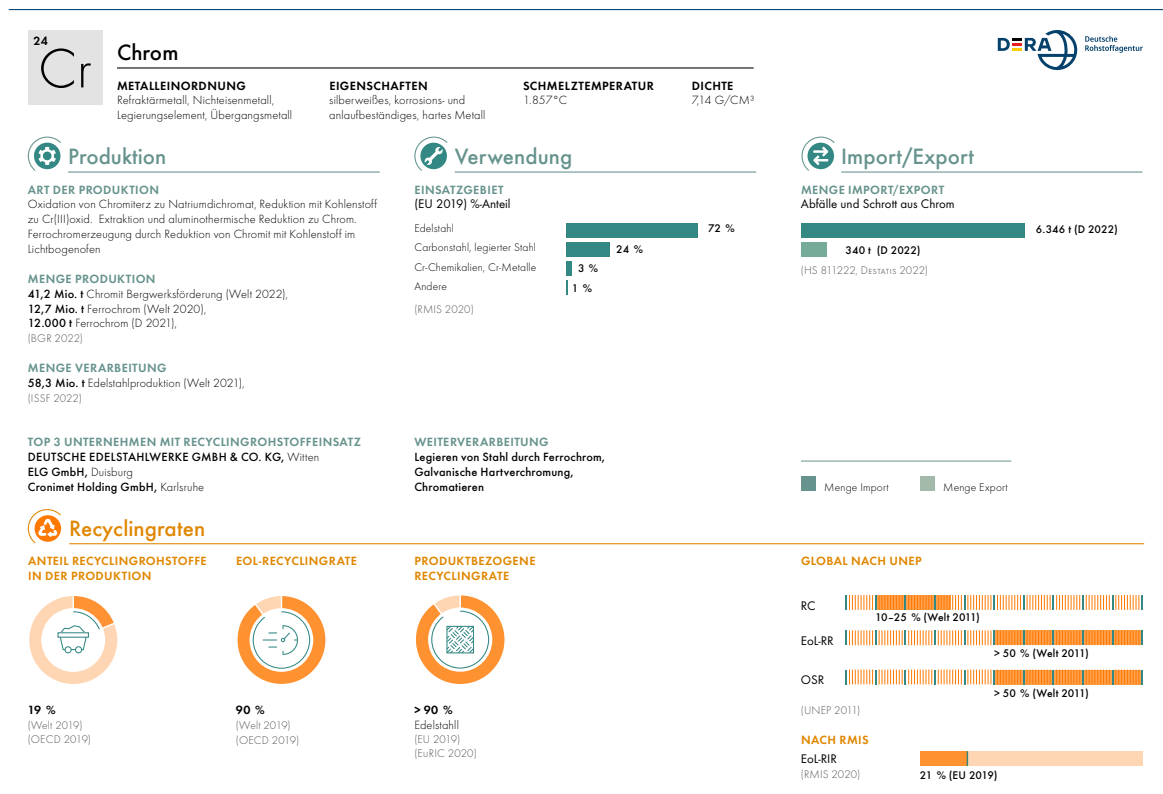 24
Cr
Chrom
DERA Deutsche
Rohstoffagentur
METALLEINORDNUNG
Refraktärmetall, Nichteisenmetall,
Legierungselement, Übergangsmetall
EIGENSCHAFTEN
silberweißes, korrosions- und
anlaufbeständiges, hartes Metall
SCHMELZTEMPERATUR
1.857°C
DICHTE
7,14 G/CM³
Produktion
ART DER PRODUKTION
Oxidation von Chromiterz zu Natriumdichromat, Reduktion mit Kohlenstoff
zu Cr(III)oxid. Extraktion und aluminothermische Reduktion zu Chrom.
Ferrochromerzeugung durch Reduktion von Chromit mit Kohlenstoff im
Lichtbogenofen
MENGE PRODUKTION
41,2 Mio. t Chromit Bergwerksförderung (Welt 2022),
12,7 Mio. t Ferrochrom (Welt 2020),
12.000 t Ferrochrom (D 2021),
(BGR 2022)
MENGE VERARBEITUNG
58,3 Mio. t Edelstahlproduktion (Welt 2021),
(ISSF 2022)
TOP 3 UNTERNEHMEN MIT RECYCLINGROHSTOFFEINSATZ
DEUTSCHE EDELSTAHLWERKE GMBH & CO. KG, Witten
ELG GmbH, Duisburg
Cronimet Holding GmbH, Karlsruhe
Verwendung
EINSATZGEBIET
(EU 2019) %-Anteil
Edelstahl 72 %
Carbonstahl, legierter Stahl 24 %
Cr-Chemikalien, Cr-Metalle 3 %
Andere 1 %
(RMIS 2020)
WEITERVERARBEITUNG
Legieren von Stahl durch Ferrochrom,
Galvanische Hartverchromung,
Chromatieren
Import/Export
MENGE IMPORT/EXPORT
Abfälle und Schrott aus Chrom
6.346 t (D 2022)
340 t (D 2022)
(HS 811222, DESTATIS 2022)
Menge Import Menge Export
Recyclingraten
ANTEIL RECYCLINGROHSTOFFE
IN DER PRODUKTION
19 %
(Welt 2019)
(OECD 2019)
EOL-RECYCLINGRATE
90 %
(Welt 2019)
(OECD 2019)
PRODUKTBEZOGENE
RECYCLINGRATE
> 90 %
Edelstahll
(EU 2019)
(EuRIC 2020)
GLOBAL NACH UNEP
RC
10–25 % (Welt 2011)
EoL-RR
> 50 % (Welt 2011)
OSR
> 50 % (Welt 2011)
(UNEP 2011)
NACH RMIS
EoL-RIR
(RMIS 2020)
21 % (EU 2019)